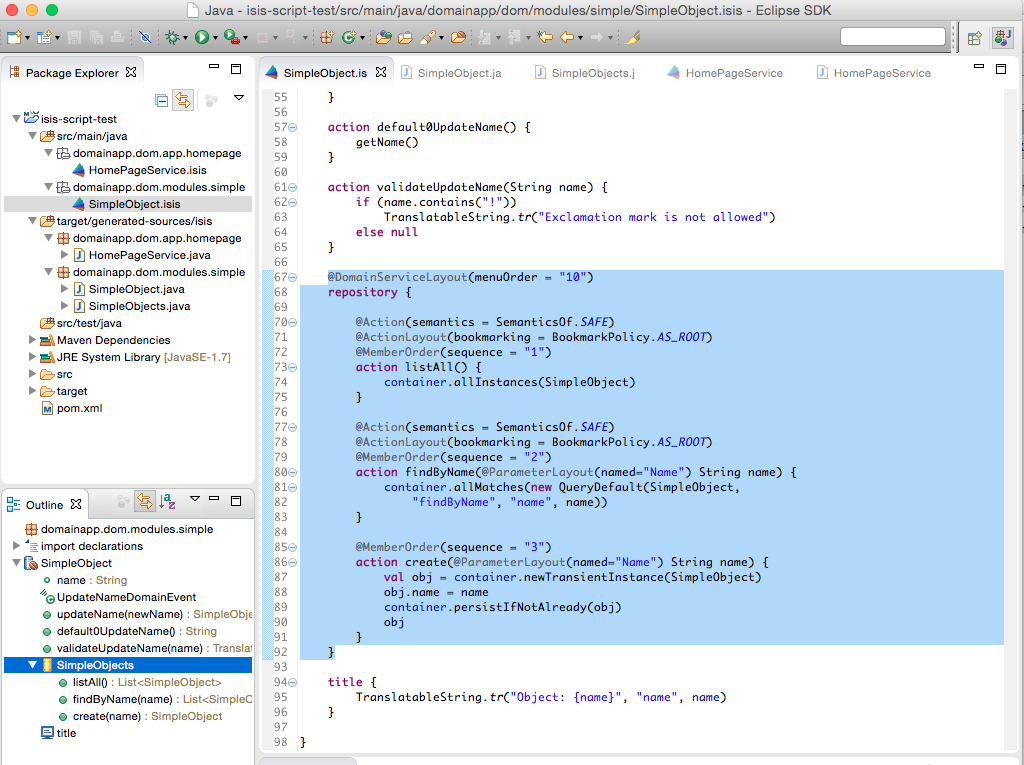 Java - isis-script-test/src/main/java/domainapp/dom/modules/simple/SimpleObject.isis - Eclipse SDK
Package Explorer
isis-script-test
src/main/java
domainapp.dom.app.homepage
HomePageService.isis
domainapp.dom.modules.simple
SimpleObject.isis
target/generated-sources/isis
domainapp.dom.app.homepage
HomePageService.java
domainapp.dom.modules.simple
SimpleObject.java
SimpleObjects.java
src/test/java
Maven Dependencies
JRE System Library [JavaSE-1.7]
src
target
pom.xml
Outline
domainapp.dom.modules.simple
import declarations
SimpleObject
name : String
UpdateNameDomainEvent
updateName(newName) : SimpleObje
default0UpdateName() : String
validateUpdateName(name) : Translat
SimpleObjects
listAll() : List<SimpleObject>
findByName(name) : List<SimpleO
create(name) : SimpleObject
title
SimpleObject.is
SimpleObject.ja
SimpleObjects.j
HomePageService
HomePageService
55 }
56
57 action default0UpdateName() {
58 getName()
59 }
60
61 action validateUpdateName(String name) {
62 if (name.contains("!"))
63 TranslatableString.tr("Exclamation mark is not allowed")
64 else null
65 }
66
67 @DomainServiceLayout(menuOrder = "10")
68 repository {
69
70 @Action(semantics = SemanticsOf.SAFE)
71 @ActionLayout(bookmarking = BookmarkPolicy.AS_ROOT)
72 @MemberOrder(sequence = "1")
73 action listAll() {
74 container.allInstances(SimpleObject)
75 }
76
77 @Action(semantics = SemanticsOf.SAFE)
78 @ActionLayout(bookmarking = BookmarkPolicy.AS_ROOT)
79 @MemberOrder(sequence = "2")
80 action findByName(@ParameterLayout(named="Name") String name) {
81 container.allMatches(new QueryDefault(SimpleObject,
82 "findByName", "name", name))
83 }
84
85 @MemberOrder(sequence = "3")
86 action create(@ParameterLayout(named="Name") String name) {
87 val obj = container.newTransientInstance(SimpleObject)
88 obj.name = name
89 container.persistIfNotAlready(obj)
90 obj
91 }
92 }
93
94 title {
95 TranslatableString.tr("Object: {name}", "name", name)
96 }
97
98 }